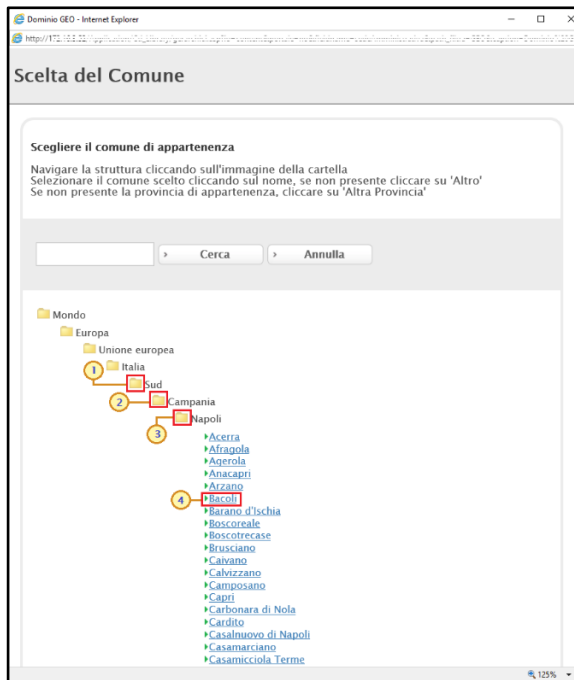 Dominio GEO - Internet Explorer
Scelta del Comune
Scegliere il comune di appartenenza
Navigare la struttura cliccando sull'immagine della cartella
Selezionare il comune scelto cliccando sul nome, se non presente cliccare su 'Altro'
Se non presente la provincia di appartenenza, cliccare su 'Altra Provincia'
Cerca Annulla
Mondo
Europa
Unione europea
1 Italia
Sud
2 Campania
Napoli
3
Acerra
Afragola
Agerola
Anacapri
Arzano
4 Bacoli
Barano d'Ischia
Boscoreale
Boscotrecase
Brusciano
Caivano
Calvizzano
Camposano
Capri
Carbonara di Nola
Cardito
Casalnuovo di Napoli
Casamarciano
Casamicciola Terme
125%